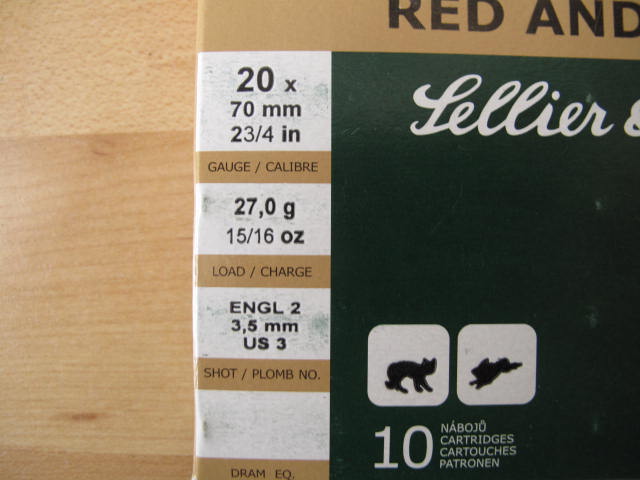 RED AND
20 x
70 mm
23/4 in
GAUGE / CALIBRE
27,0 g
15/16 oz
LOAD / CHARGE
ENGL 2
3,5 mm
US 3
SHOT / PLOMB NO.
DRAM EQ.
Sellier &
10
NÁBOJŮ
CARTRIDGES
CARTOUCHES
PATRONEN